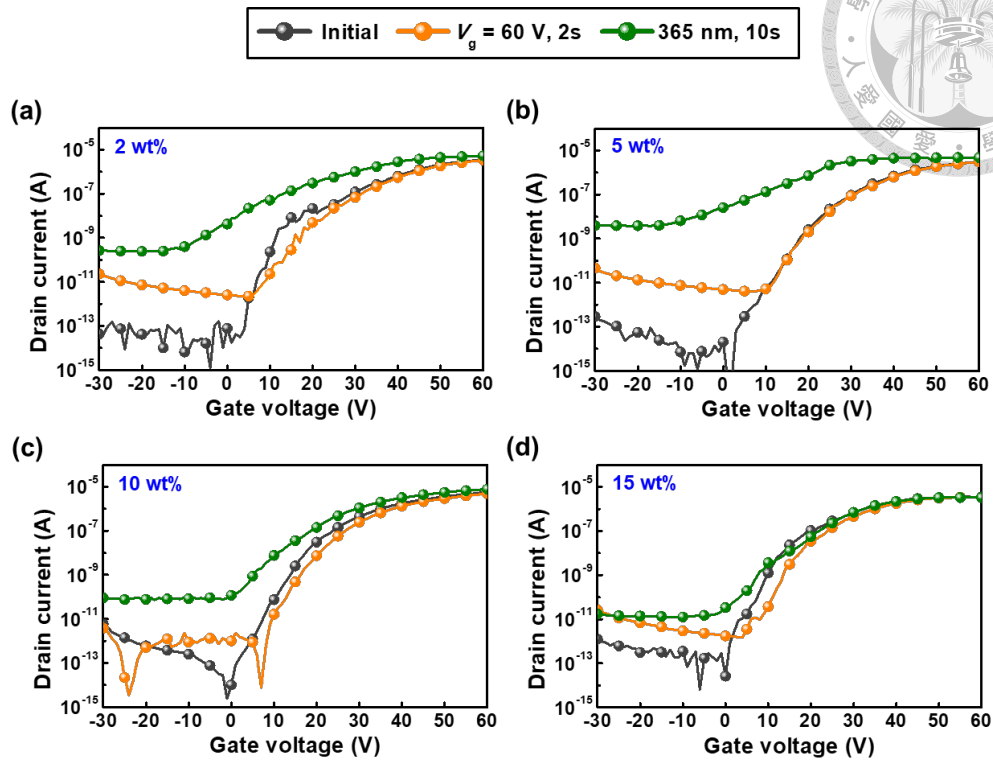 Initial V_g = 60 V, 2s 365 nm, 10s
(a) (b)
2 wt% 5 wt%
Drain current (A) Drain current (A)
10^-5 10^-5
10^-7 10^-7
10^-9 10^-9
10^-11 10^-11
10^-13 10^-13
10^-15 10^-15
-30 -20 -10 0 10 20 30 40 50 60 -30 -20 -10 0 10 20 30 40 50 60
Gate voltage (V) Gate voltage (V)
(c) (d)
10 wt% 15 wt%
Drain current (A) Drain current (A)
10^-5 10^-5
10^-7 10^-7
10^-9 10^-9
10^-11 10^-11
10^-13 10^-13
10^-15 10^-15
-30 -20 -10 0 10 20 30 40 50 60 -30 -20 -10 0 10 20 30 40 50 60
Gate voltage (V) Gate voltage (V)
人愛國愛